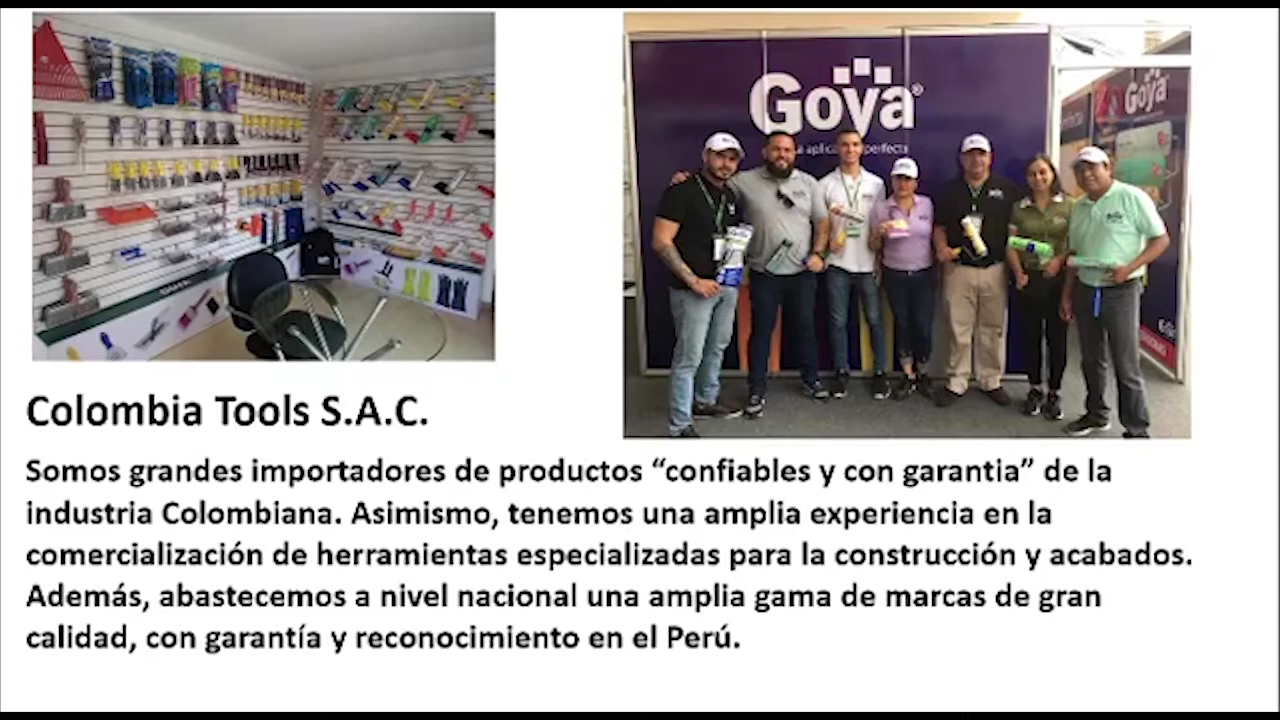 Goya®
Goya
Colombia Tools S.A.C.
Somos grandes importadores de productos “confiables y con garantia” de la
industria Colombiana. Asimismo, tenemos una amplia experiencia en la
comercialización de herramientas especializadas para la construcción y acabados.
Además, abastecemos a nivel nacional una amplia gama de marcas de gran
calidad, con garantía y reconocimiento en el Perú.